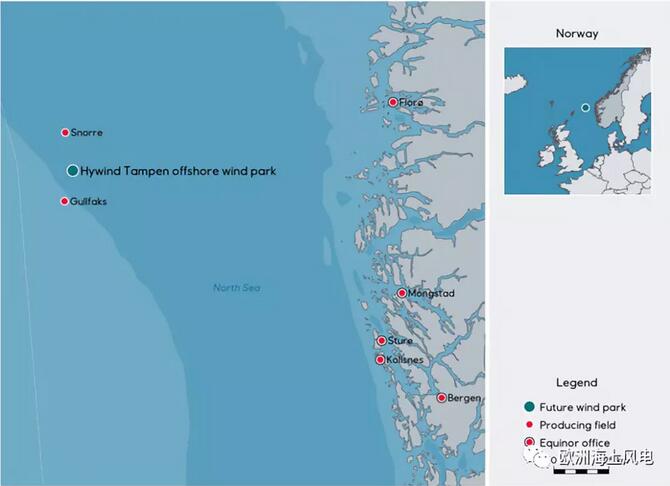 Norway
Florø
Snorre
Hywind Tampen offshore wind park
Gullfaks
North Sea
Mongstad
Sture
Kollsnes
Bergen
Legend
Future wind park
Producing field
Equinor office
欧洲海上风电